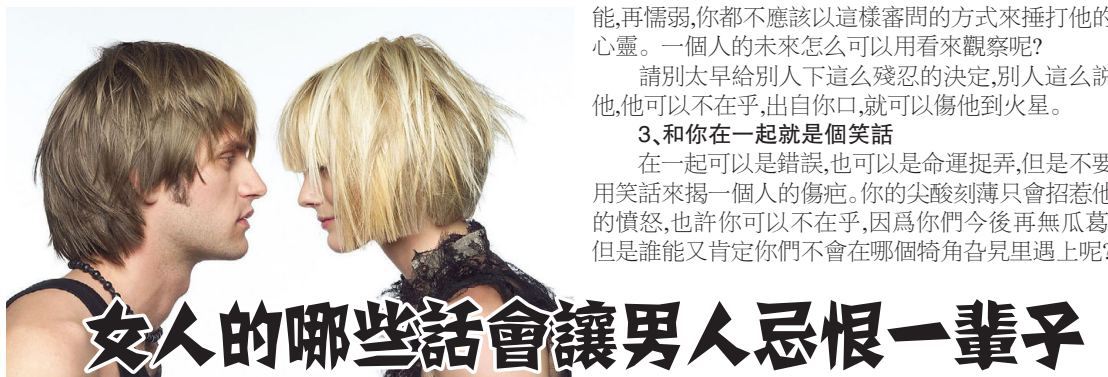 能,再懦弱,你都不應該以這樣審問的方式來捶打他的
心靈。一個人的未來怎么可以用看來觀察呢?
請別太早給別人下這么殘忍的決定,別人這么說
他,他可以不在乎,出自你口,就可以傷他到火星。
3、和你在一起就是個笑話
在一起可以是錯誤,也可以是命運捉弄,但是不要
用笑話來揭一個人的傷疤。你的尖酸刻薄只會招惹他
的憤怒,也許你可以不在乎,因爲你們今後再無瓜葛
但是誰能又肯定你們不會在哪個犄角旮旯里遇上呢?
女人的哪些話會讓男人忌恨一輩子